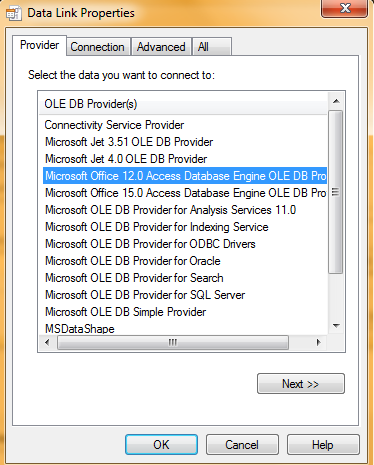 Data Link Properties
Provider Connection Advanced All
Select the data you want to connect to:
OLE DB Provider(s)
Connectivity Service Provider
Microsoft Jet 3.51 OLE DB Provider
Microsoft Jet 4.0 OLE DB Provider
Microsoft Office 12.0 Access Database Engine OLE DB Pro
Microsoft Office 15.0 Access Database Engine OLE DB Pro
Microsoft OLE DB Provider for Analysis Services 11.0
Microsoft OLE DB Provider for Indexing Service
Microsoft OLE DB Provider for ODBC Drivers
Microsoft OLE DB Provider for Oracle
Microsoft OLE DB Provider for Search
Microsoft OLE DB Provider for SQL Server
Microsoft OLE DB Simple Provider
MSDataShape
Next >>
OK Cancel Help